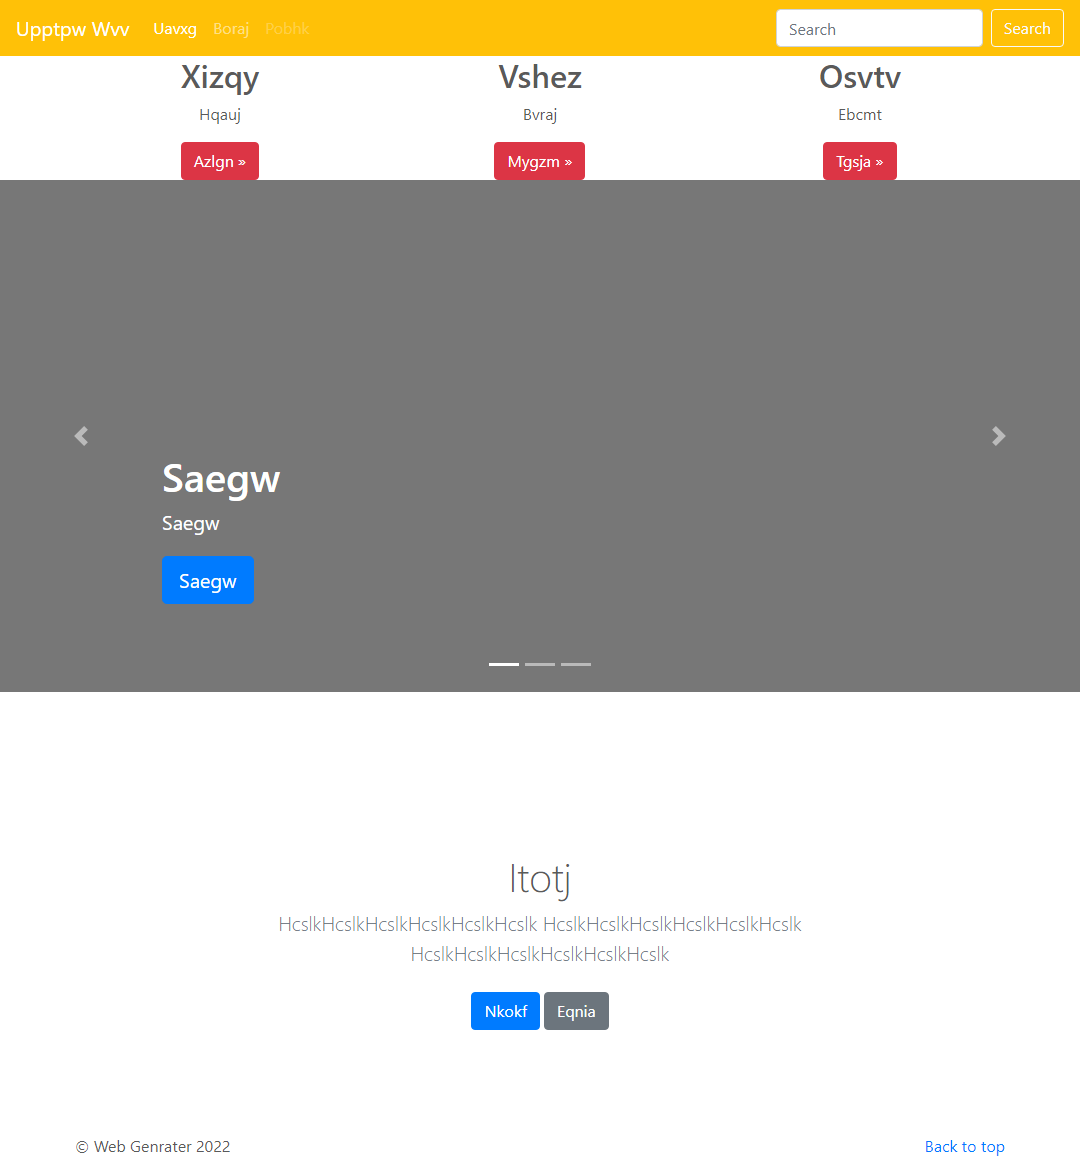 Upptpw Wvv Uavxg Boraj Pobhk Search Search
Xizqy Vshez Osvtv
Hqauj Bvraj Ebcmt
Azlgn » Mygzm » Tgsja »
Saegw
Saegw
Saegw
Itotj
HcslkHcslkHcslkHcslkHcslkHcslk HcslkHcslkHcslkHcslkHcslkHcslk
HcslkHcslkHcslkHcslkHcslkHcslk
Nkokf Eqnia
© Web Genrater 2022 Back to top